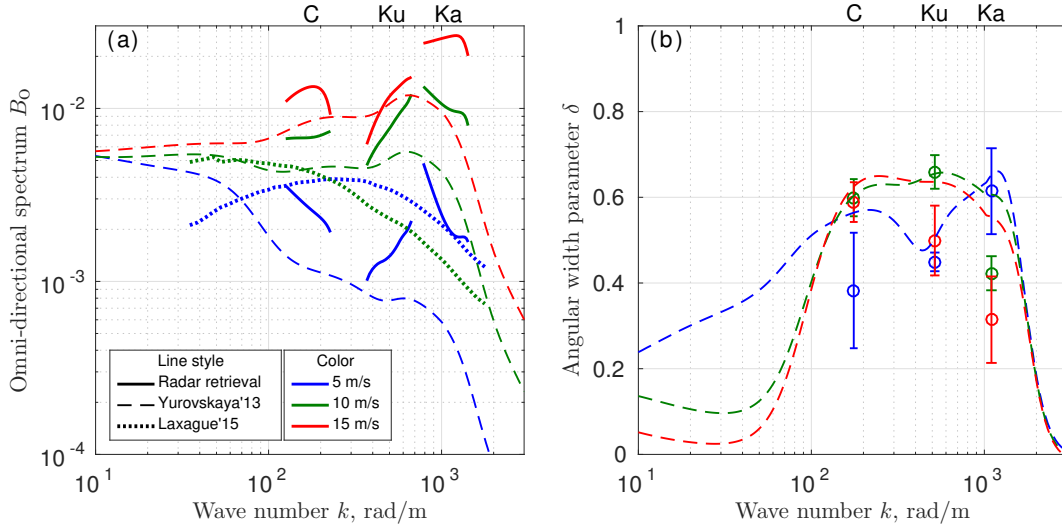 C Ku Ka
(a)
Omni-directional spectrum B_O
10^-2
10^-3
10^-4
Line style
Radar retrieval
Yurovskaya'13
Laxague'15
Color
5 m/s
10 m/s
15 m/s
10^1 10^2 10^3
Wave number k, rad/m
C Ku Ka
(b)
Angular width parameter δ
1
0.8
0.6
0.4
0.2
0
10^1 10^2 10^3
Wave number k, rad/m